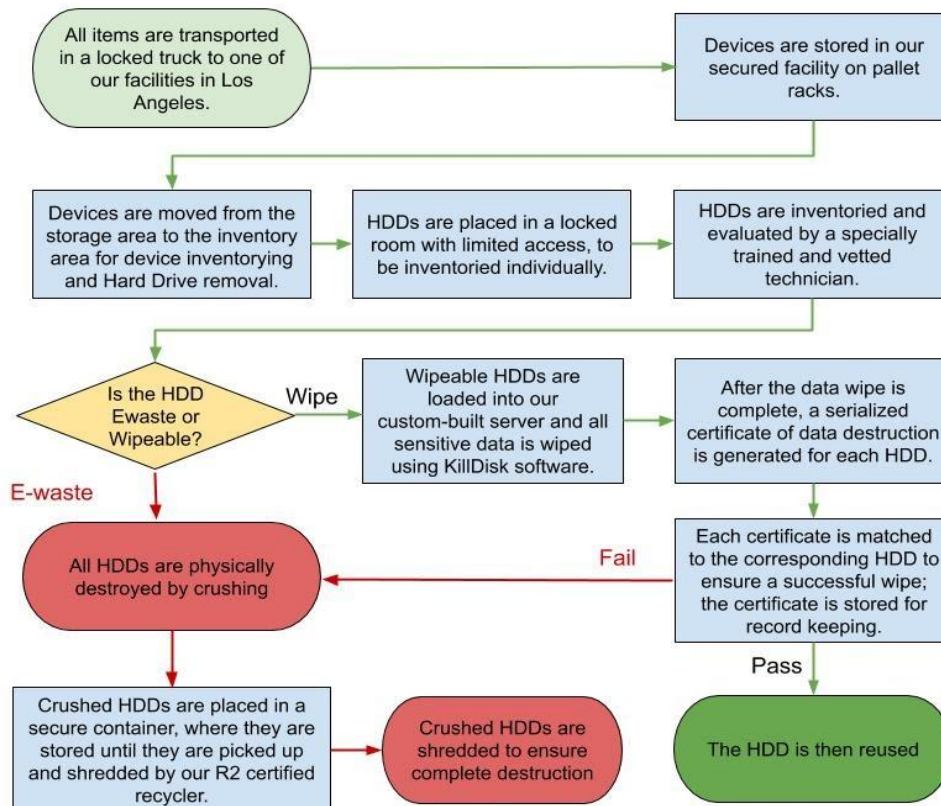 All items are transported
in a locked truck to one of
our facilities in Los
Angeles.
Devices are stored in our
secured facility on pallet
racks.
Devices are moved from the
storage area to the inventory
area for device inventorying
and Hard Drive removal.
HDDs are placed in a locked
room with limited access, to
be inventoried individually.
HDDs are inventoried and
evaluated by a specially
trained and vetted
technician.
Is the HDD
Ewaste or
Wipeable?
Wipe
Wipeable HDDs are
loaded into our
custom-built server and all
sensitive data is wiped
using KillDisk software.
After the data wipe is
complete, a serialized
certificate of data destruction
is generated for each HDD.
E-waste
All HDDs are physically
destroyed by crushing
Fail
Each certificate is matched
to the corresponding HDD to
ensure a successful wipe;
the certificate is stored for
record keeping.
Pass
Crushed HDDs are placed in a
secure container, where they are
stored until they are picked up
and shredded by our R2 certified
recycler.
Crushed HDDs are
shredded to ensure
complete destruction
The HDD is then reused